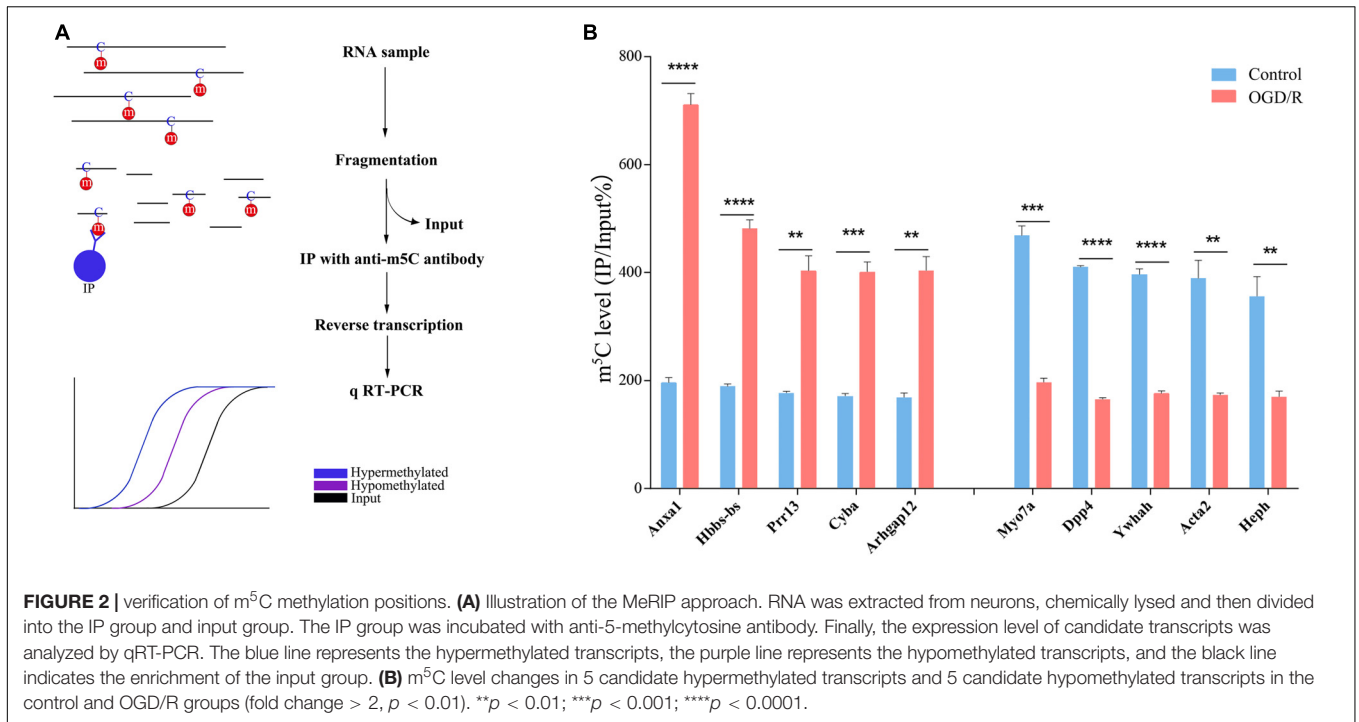 A
C
m
C
m
C
m
C
m
C
m
C
m
C
m
C
m
IP
RNA sample
Fragmentation
Input
IP with anti-m5C antibody
Reverse transcription
q RT-PCR
Hypermethylated
Hypomethylated
Input
B
m⁵C level (IP/Input%)
800
600
400
200
0
Control
OGD/R
**** **** ** *** ** *** **** **** ** **
Anxa1 Hbbs-bs Prr13 Cyba Arhgap12 Myo7a Dpp4 Ywhah Acta2 Heph
FIGURE 2 | verification of m⁵C methylation positions. (A) Illustration of the MeRIP approach. RNA was extracted from neurons, chemically lysed and then divided
into the IP group and input group. The IP group was incubated with anti-5-methylcytosine antibody. Finally, the expression level of candidate transcripts was
analyzed by qRT-PCR. The blue line represents the hypermethylated transcripts, the purple line represents the hypomethylated transcripts, and the black line
indicates the enrichment of the input group. (B) m⁵C level changes in 5 candidate hypermethylated transcripts and 5 candidate hypomethylated transcripts in the
control and OGD/R groups (fold change > 2, p < 0.01). **p < 0.01; ***p < 0.001; ****p < 0.0001.